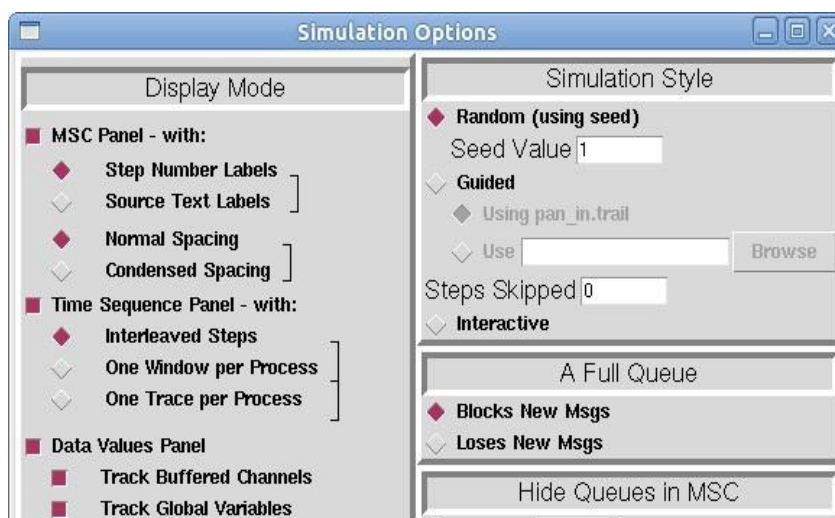 Simulation Options
Display Mode
MSC Panel - with:
Step Number Labels
Source Text Labels
Normal Spacing
Condensed Spacing
Time Sequence Panel - with:
Interleaved Steps
One Window per Process
One Trace per Process
Data Values Panel
Track Buffered Channels
Track Global Variables
Simulation Style
Random (using seed)
Seed Value 1
Guided
Using pan_in.trail
Use Browse
Steps Skipped 0
Interactive
A Full Queue
Blocks New Msgs
Loses New Msgs
Hide Queues in MSC